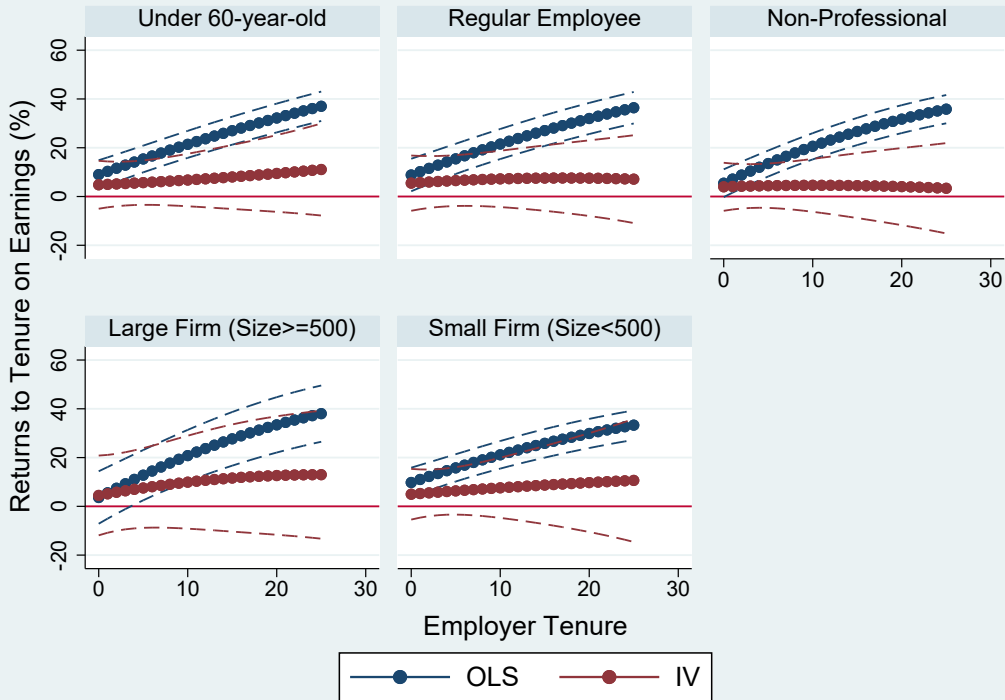 Under 60-year-old
Regular Employee
Non-Professional
Returns to Tenure on Earnings (%)
60
40
20
0
-20
0 10 20 30
Large Firm (Size>=500)
Small Firm (Size<500)
60
40
20
0
-20
0 10 20 30
0 10 20 30
Employer Tenure
OLS
IV